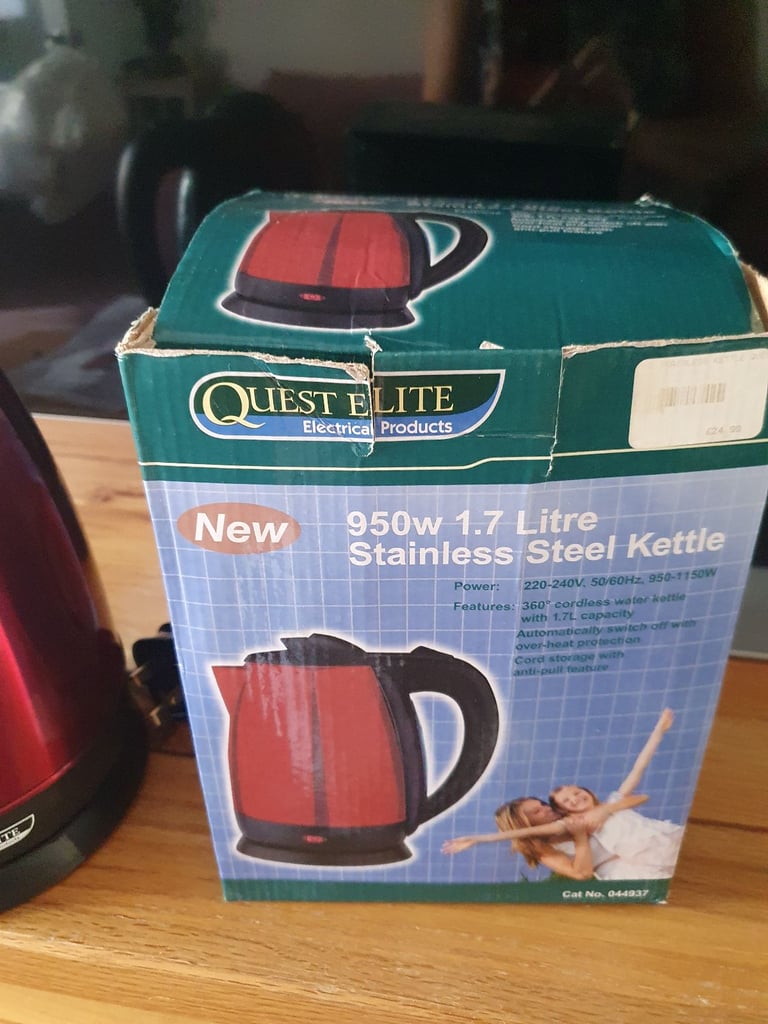 QUEST ELITE
Electrical Products
£24.99
New
950w 1.7 Litre
Stainless Steel Kettle
Power: 220-240V, 50/60Hz, 950-1150W
Features: 360° cordless water kettle
with 1.7L capacity
Automatically switch off with
over-heat protection
Cord storage with
anti-pull feature
Cat No. 044937